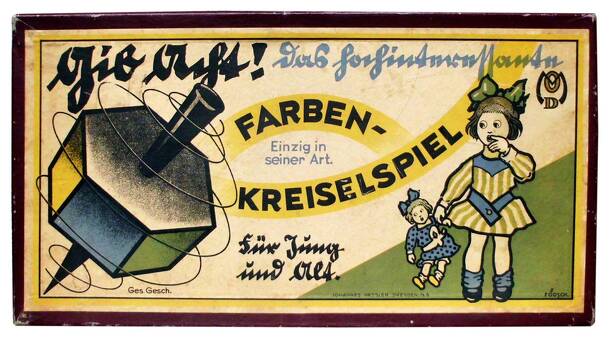 Gib Acht! Das hochinteressante
FARBEN-
Einzig in
seiner Art.
KREISELSPIEL
Für Jung
und Alt.
Ges. Gesch.